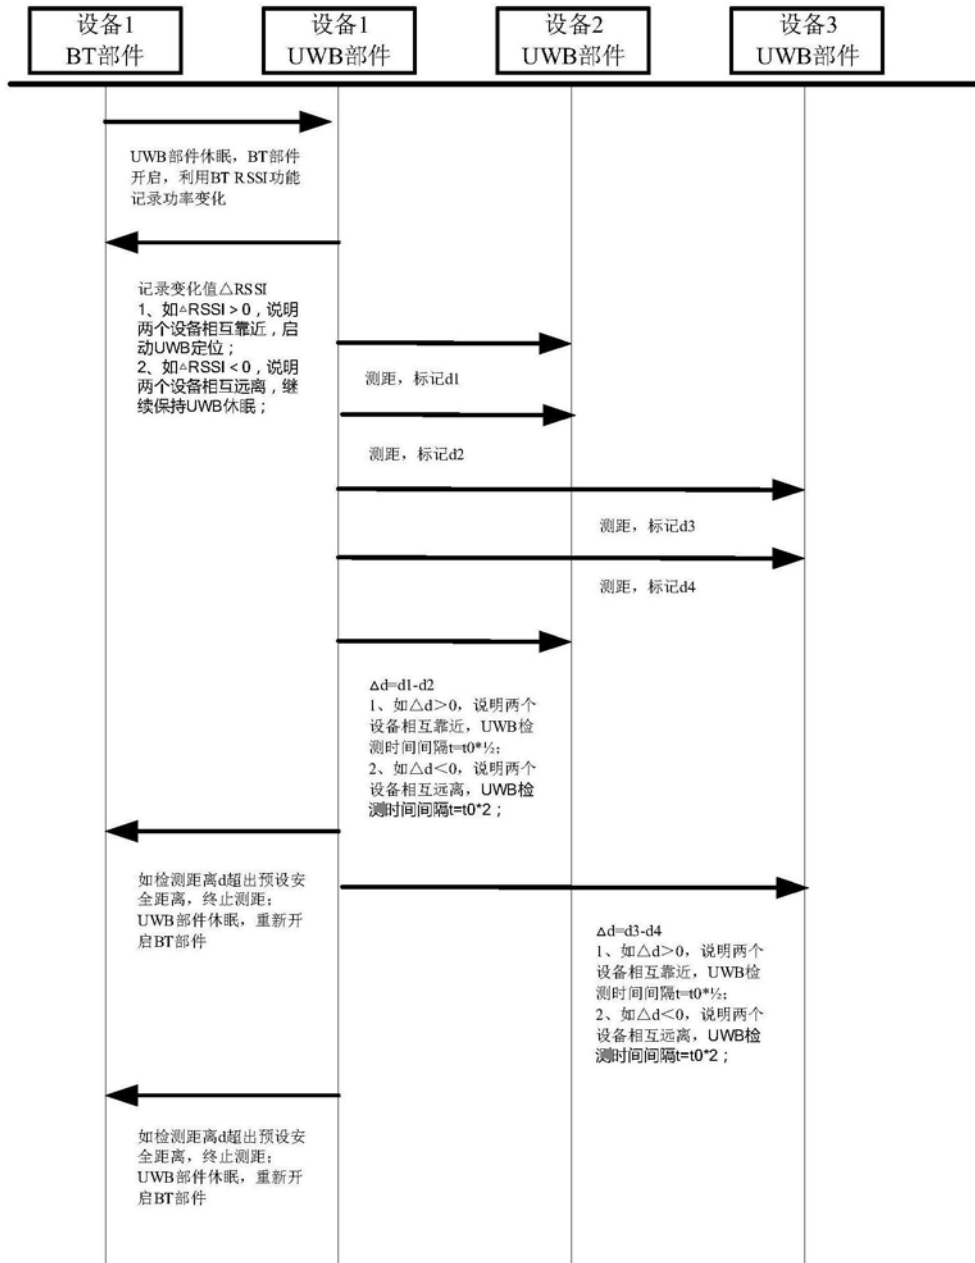 设备1
BT部件
设备1
UWB部件
设备2
UWB部件
设备3
UWB部件
UWB部件休眠，BT部件
开启，利用BT RSSI功能
记录功率变化
记录变化值△RSSI
1、如△RSSI＞0，说明
两个设备相互靠近，启
动UWB定位；
2、如△RSSI＜0，说明
两个设备相互远离，继
续保持UWB休眠；
测距，标记d1
测距，标记d2
测距，标记d3
测距，标记d4
△d=d1-d2
1、如△d＞0，说明两个
设备相互靠近，UWB检
测时间间隔t=t0*½;
2、如△d＜0，说明两个
设备相互远离，UWB检
测时间间隔t=t0*2；
如检测距离d超出预设安
全距离，终止测距；
UWB部件休眠，重新开
启BT部件
△d=d3-d4
1、如△d＞0，说明两个
设备相互靠近，UWB检
测时间间隔t=t0*½;
2、如△d＜0，说明两个
设备相互远离，UWB检
测时间间隔t=t0*2；
如检测距离d超出预设安
全距离，终止测距；
UWB部件休眠，重新开
启BT部件